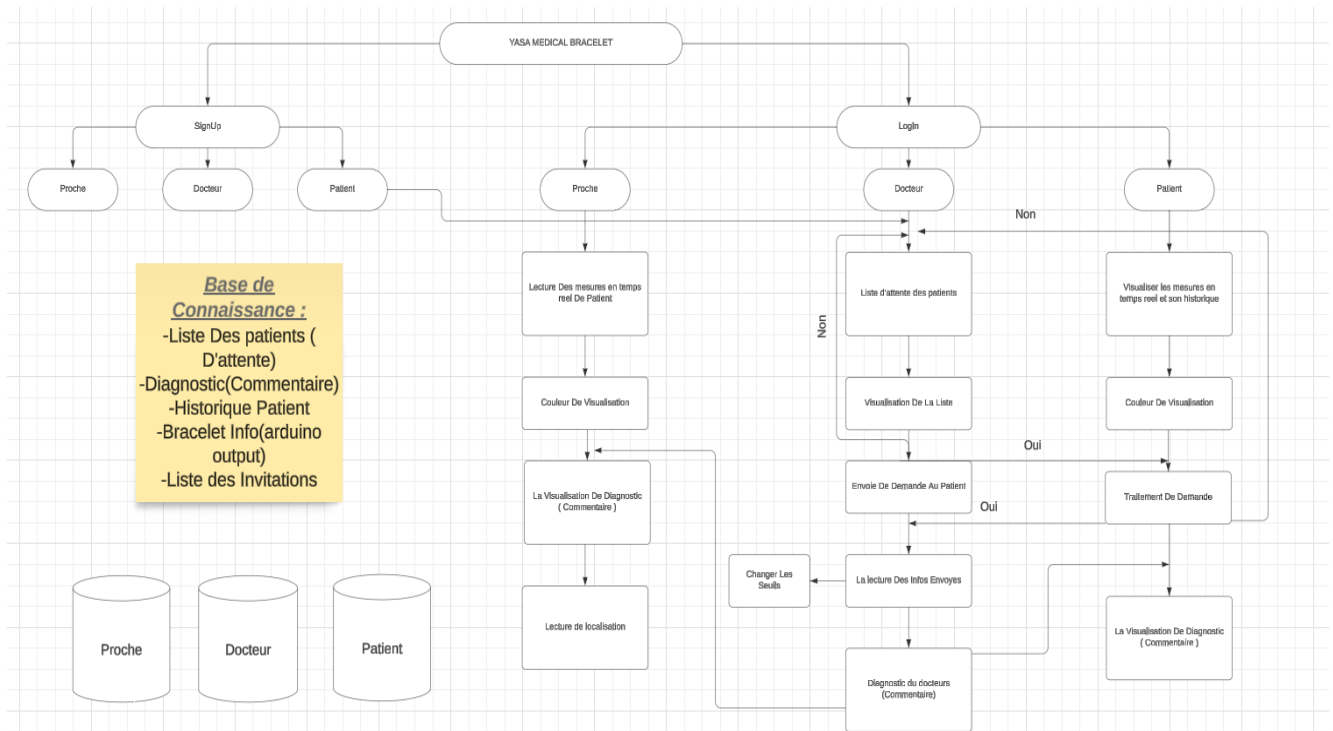 YASA MEDICAL BRACELET
SignUp
LogIn
Proche
Docteur
Patient
Proche
Docteur
Patient
Non
Base de
Connaissance :
-Liste Des patients (
D'attente)
-Diagnostic(Commentaire)
-Historique Patient
-Bracelet Info(arduino
output)
-Liste des Invitations
Lecture Des mesures en temps
reel De Patient
Liste d'attente des patients
Visualiser les mesures en
temps reel et son historique
Non
Couleur De Visualisation
Visualisation De La Liste
Couleur De Visualisation
Oui
La Visualisation De Diagnostic
( Commentaire )
Envoie De Demande Au Patient
Traitement De Demande
Oui
Changer Les
Seuils
La lecture Des Infos Envoyes
Lecture de localisation
La Visualisation De Diagnostic
( Commentaire )
Proche
Docteur
Patient
Diagnostic du docteurs
(Commentaire)